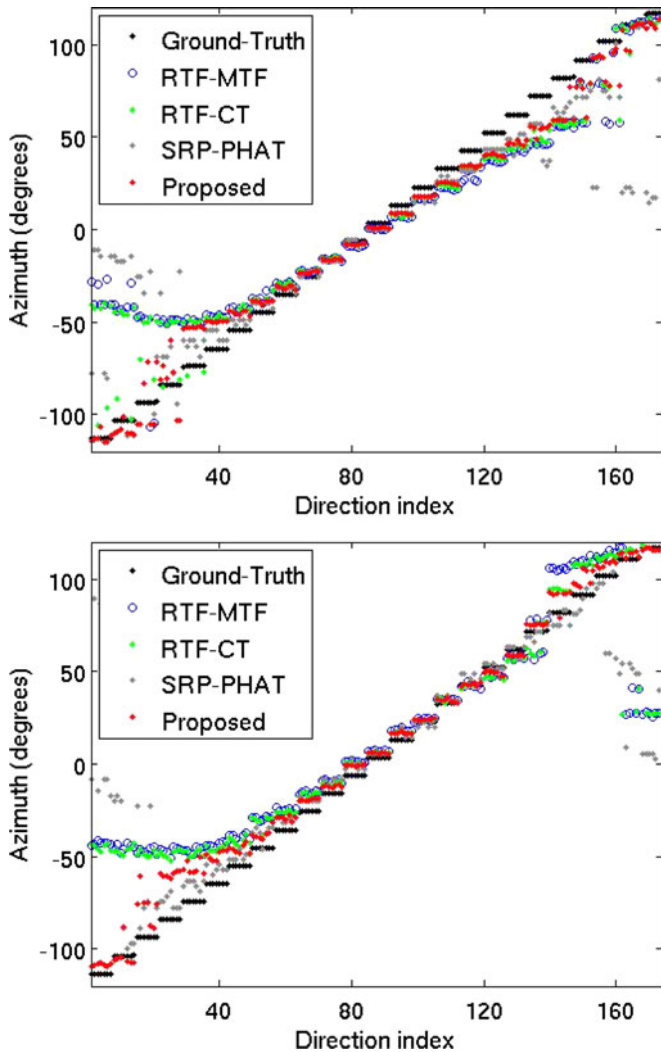 100
50
0
-50
-100
Azimuth (degrees)
Ground-Truth
RTF-MTF
RTF-CT
SRP-PHAT
Proposed
40 80 120 160
Direction index
100
50
0
-50
-100
Azimuth (degrees)
Ground-Truth
RTF-MTF
RTF-CT
SRP-PHAT
Proposed
40 80 120 160
Direction index